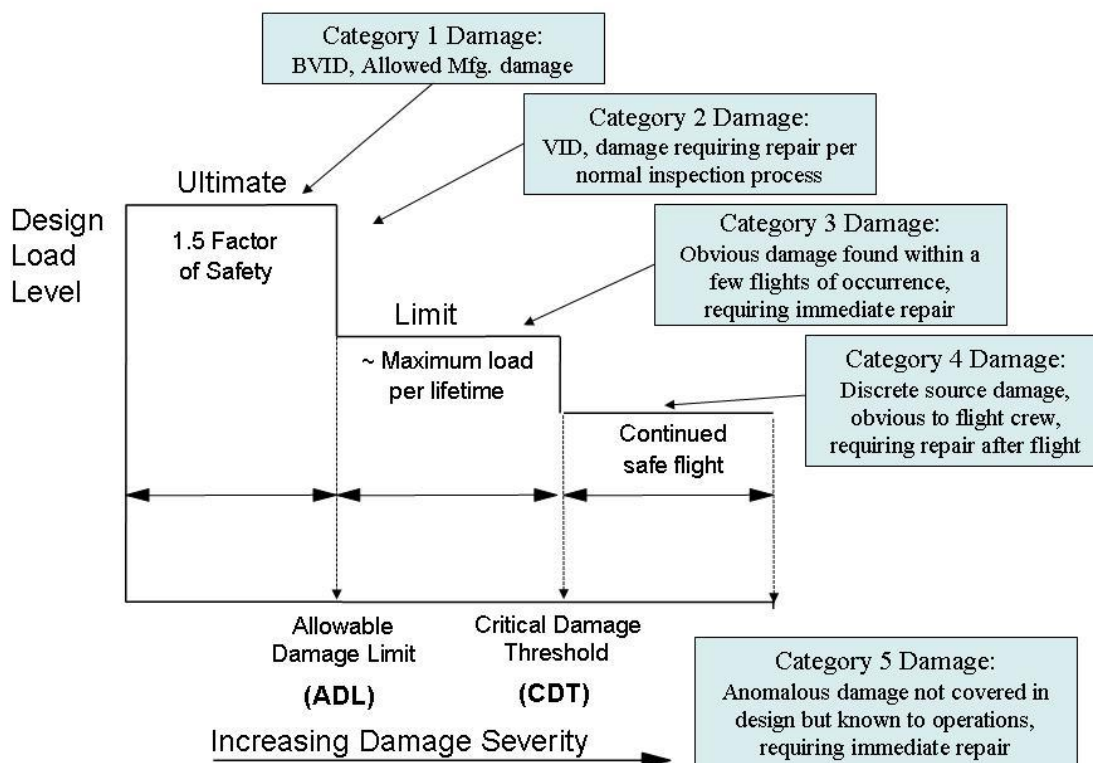 Category 1 Damage:
BVID, Allowed Mfg. damage
Category 2 Damage:
VID, damage requiring repair per
normal inspection process
Ultimate
Design
Load
Level
1.5 Factor
of Safety
Category 3 Damage:
Obvious damage found within a
few flights of occurrence,
requiring immediate repair
Limit
~ Maximum load
per lifetime
Category 4 Damage:
Discrete source damage,
obvious to flight crew,
requiring repair after flight
Continued
safe flight
Allowable
Damage Limit
(ADL)
Critical Damage
Threshold
(CDT)
Category 5 Damage:
Anomalous damage not covered in
design but known to operations,
requiring immediate repair
Increasing Damage Severity